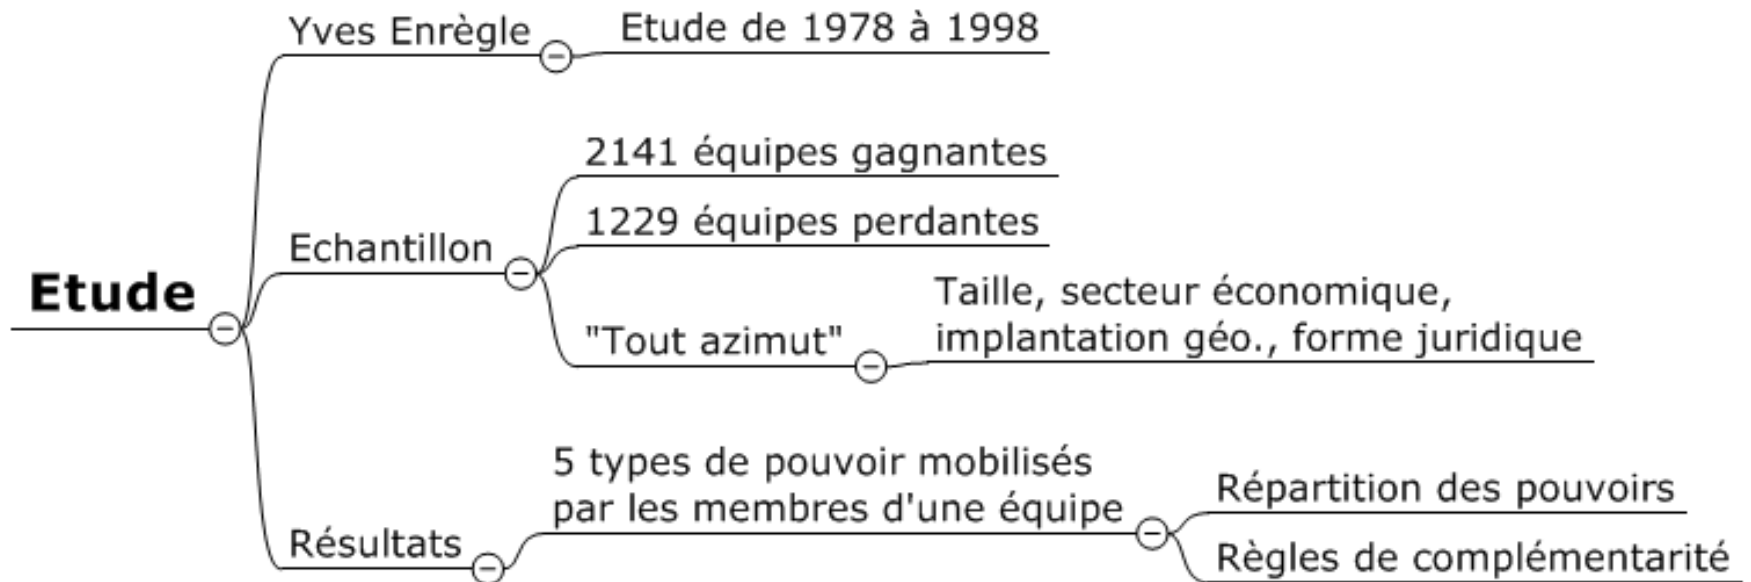 Etude
Yves Enrègle
Etude de 1978 à 1998
Echantillon
2141 équipes gagnantes
1229 équipes perdantes
"Tout azimut"
Taille, secteur économique,
implantation géo., forme juridique
Résultats
5 types de pouvoir mobilisés
par les membres d'une équipe
Répartition des pouvoirs
Règles de complémentarité